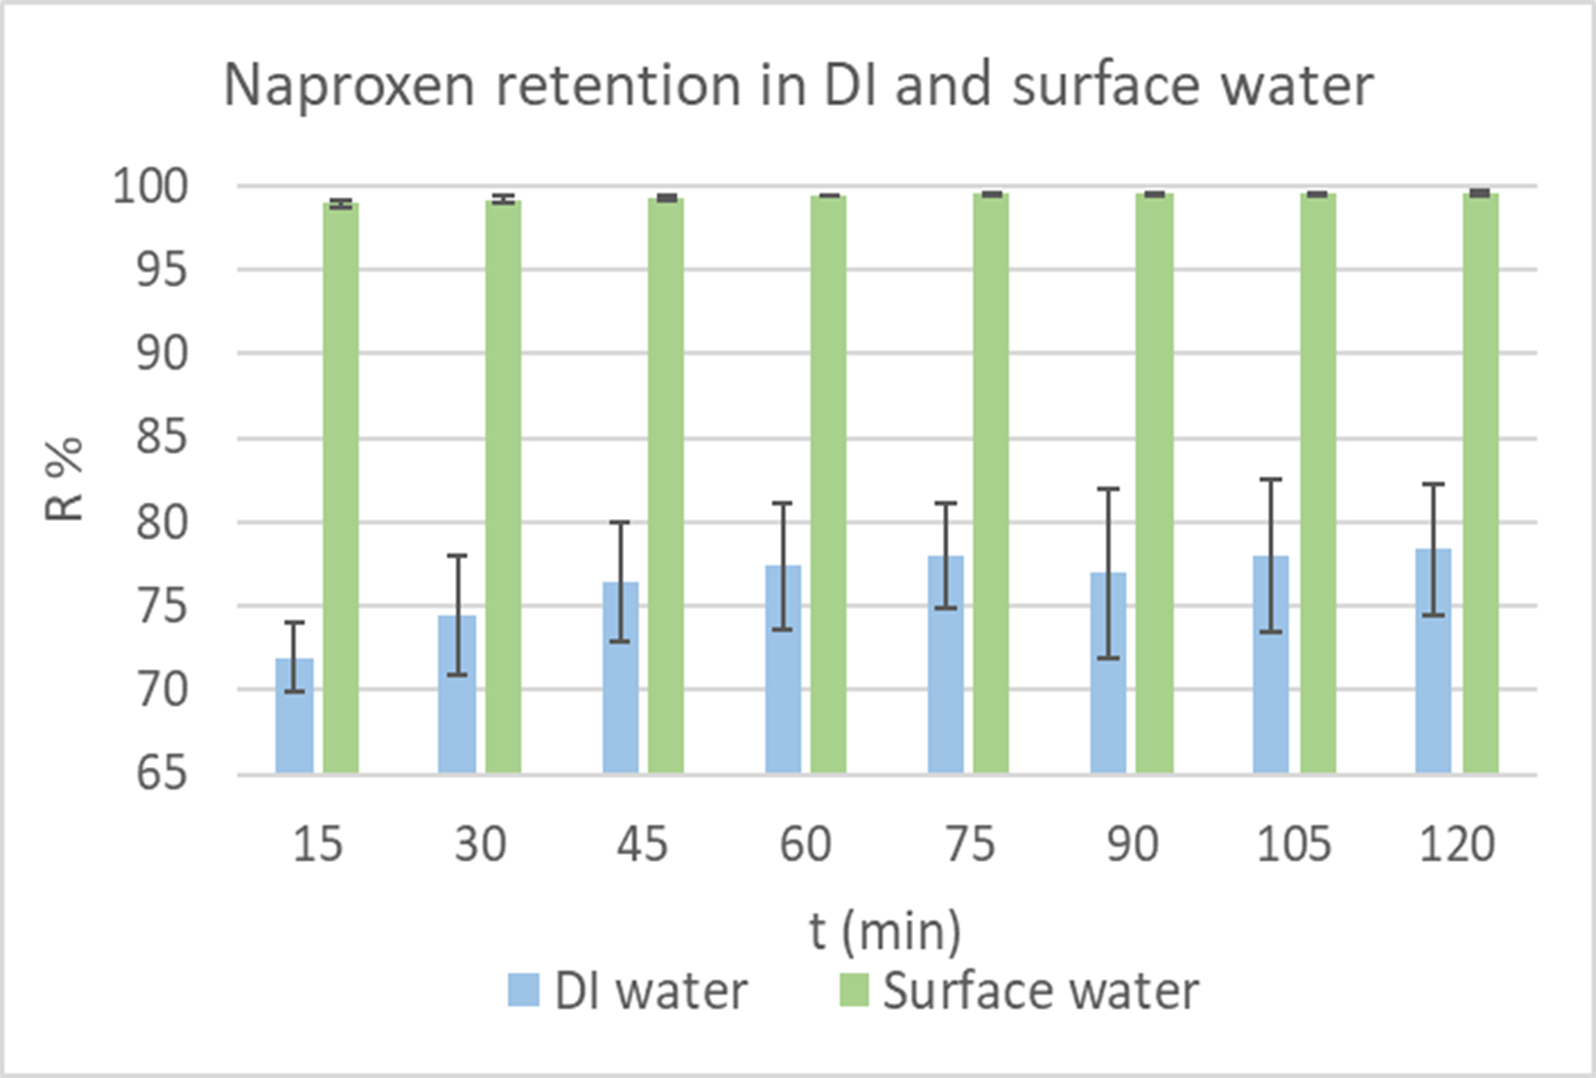 Naproxen retention in DI and surface water
100
95
90
85
80
75
70
65
R %
15 30 45 60 75 90 105 120
t (min)
DI water Surface water